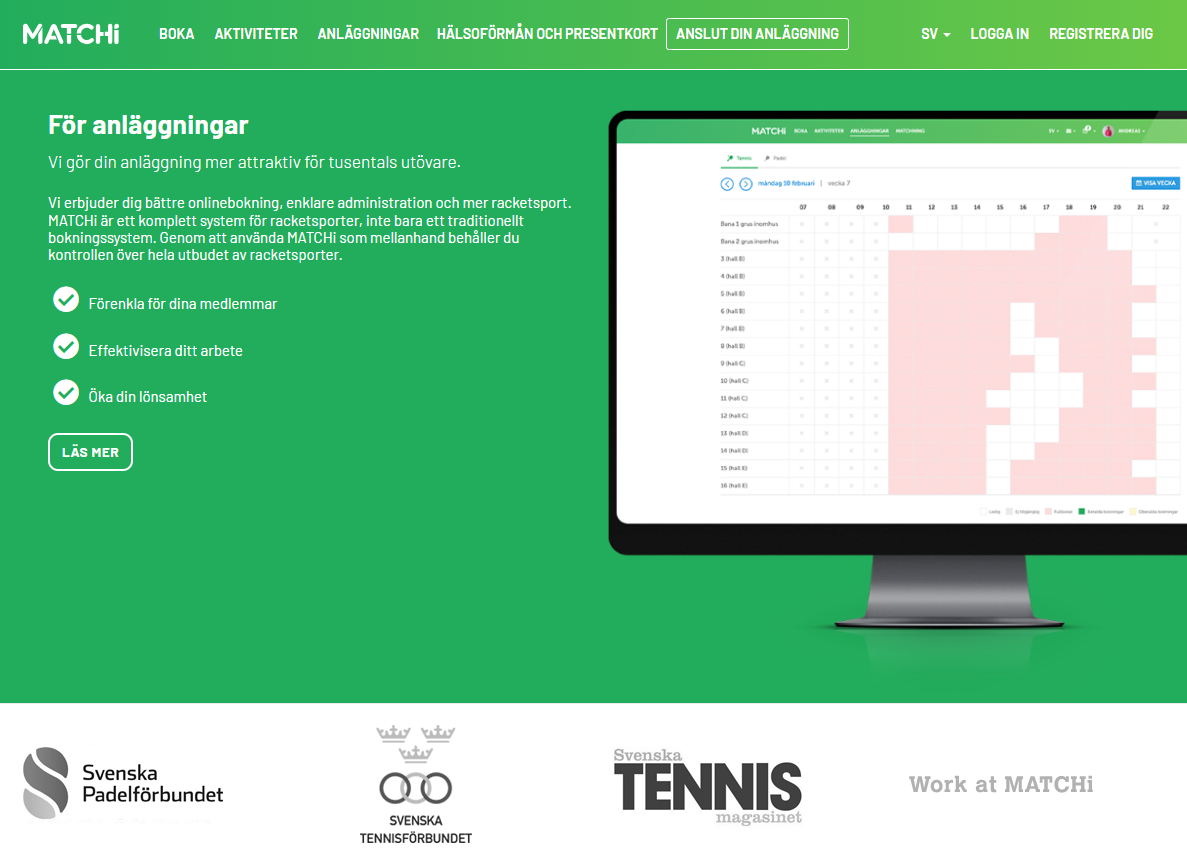 MATCHi BOKA AKTIVITETER ANLÄGGNINGAR HÄLSOFÖRMÅN OCH PRESENTKORT ANSLUT DIN ANLÄGGNING SV LOGGA IN REGISTRERA DIG
För anläggningar
Vi gör din anläggning mer attraktiv för tusentals utövare.
Vi erbjuder dig bättre onlinebokning, enklare administration och mer racketsport.
MATCHi är ett komplett system för racketsporter, inte bara ett traditionellt
bokningssystem. Genom att använda MATCHi som mellanhand behåller du
kontrollen över hela utbudet av racketsporter.
Förenkla för dina medlemmar
Effektivisera ditt arbete
Öka din lönsamhet
LÄS MER
MATCHi BOKA AKTIVITETER ANLÄGGNINGAR MATCHNING SV ANDREAS
Tennis Padel
måndag 10 februari | vecka 7 VISA VECKA
07 08 09 10 11 12 13 14 15 16 17 18 19 20 21 22
Bana 1 grus inomhus
Bana 2 grus inomhus
3 (hall B)
4 (hall B)
5 (hall B)
6 (hall B)
7 (hall B)
8 (hall B)
9 (hall C)
10 (hall C)
11 (hall C)
12 (hall C)
13 (hall D)
14 (hall D)
15 (hall E)
16 (hall E)
Ledig Ej tillgänglig Fullbokad
Svenska
Padelförbundet
SVENSKA
TENNISFÖRBUNDET
Svenska
TENNIS
magasinet
Work at MATCHi